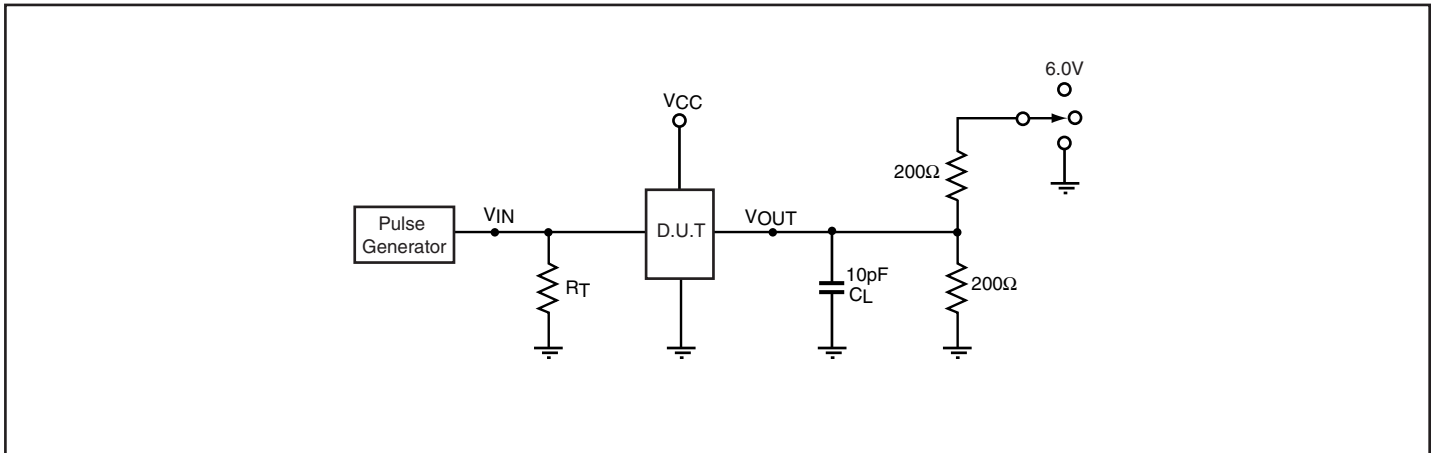 6.0V
VCC
200Ω
Pulse
Generator
VIN
D.U.T
VOUT
RT
10pF
CL
200Ω